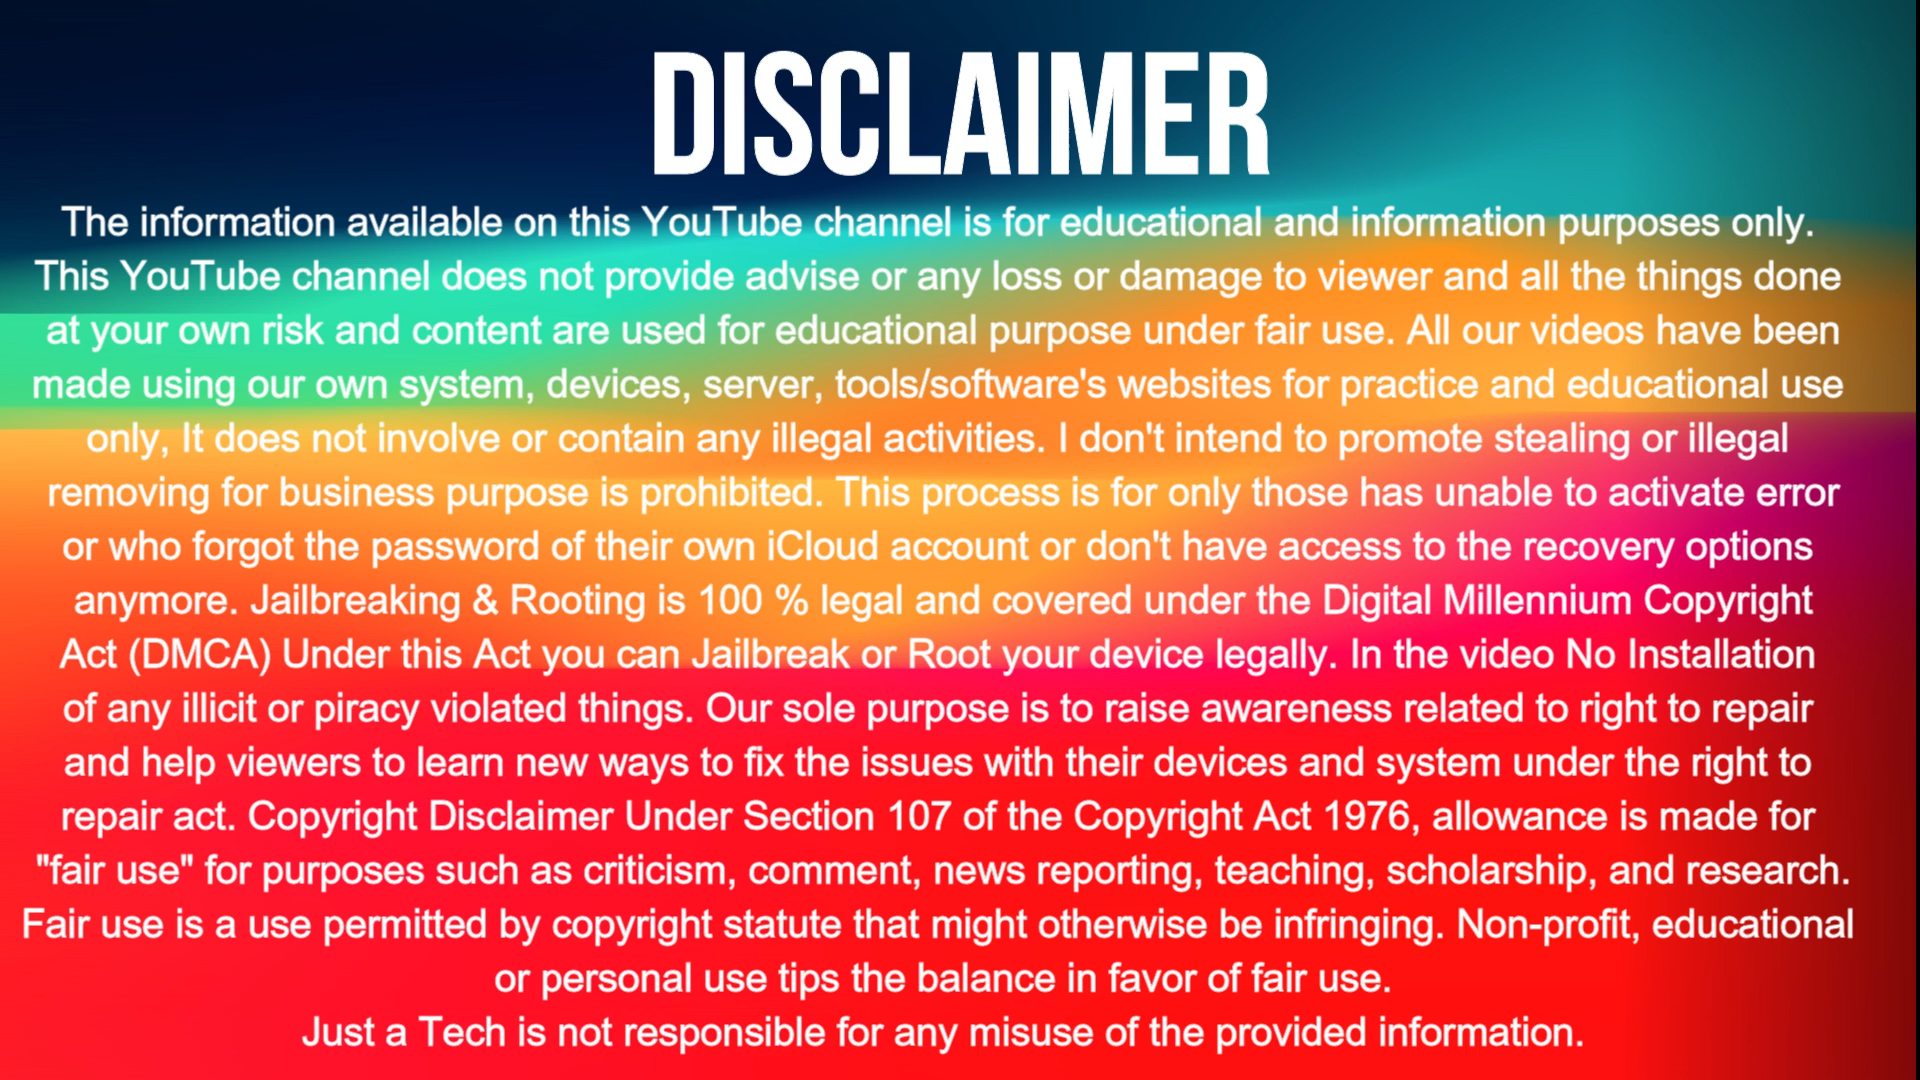 DISCLAIMER
The information available on this YouTube channel is for educational and information purposes only.
This YouTube channel does not provide advise or any loss or damage to viewer and all the things done
at your own risk and content are used for educational purpose under fair use. All our videos have been
made using our own system, devices, server, tools/software's websites for practice and educational use
only, It does not involve or contain any illegal activities. I don't intend to promote stealing or illegal
removing for business purpose is prohibited. This process is for only those has unable to activate error
or who forgot the password of their own iCloud account or don't have access to the recovery options
anymore. Jailbreaking & Rooting is 100 % legal and covered under the Digital Millennium Copyright
Act (DMCA) Under this Act you can Jailbreak or Root your device legally. In the video No Installation
of any illicit or piracy violated things. Our sole purpose is to raise awareness related to right to repair
and help viewers to learn new ways to fix the issues with their devices and system under the right to
repair act. Copyright Disclaimer Under Section 107 of the Copyright Act 1976, allowance is made for
"fair use" for purposes such as criticism, comment, news reporting, teaching, scholarship, and research.
Fair use is a use permitted by copyright statute that might otherwise be infringing. Non-profit, educational
or personal use tips the balance in favor of fair use.
Just a Tech is not responsible for any misuse of the provided information.